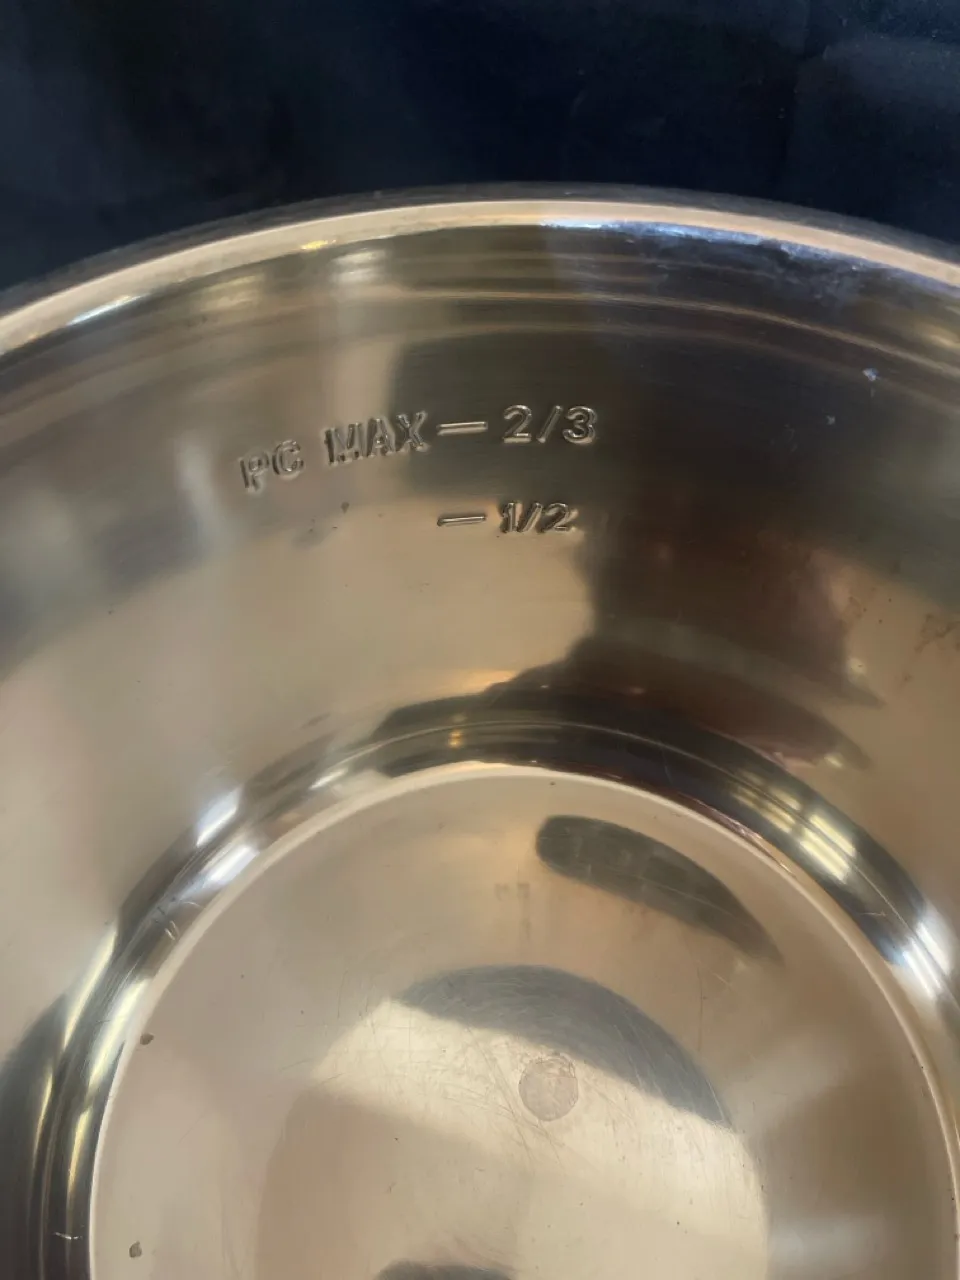 PC MAX — 2/3
— 1/2